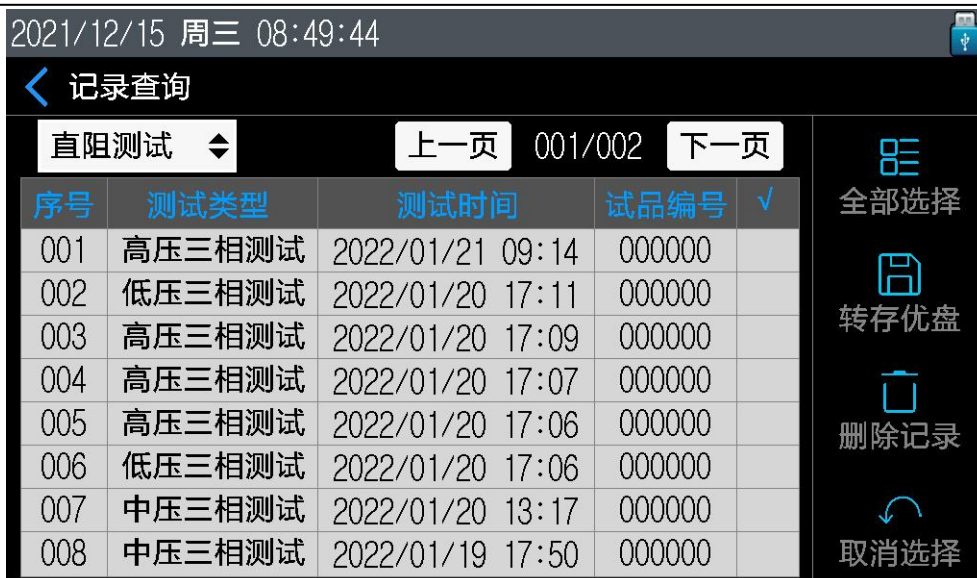 2021/12/15 周三 08:49:44
记录查询
直阻测试 上一页 001/002 下一页
序号 测试类型 测试时间 试品编号 √
001 高压三相测试 2022/01/21 09:14 000000
002 低压三相测试 2022/01/20 17:11 000000
003 高压三相测试 2022/01/20 17:09 000000
004 高压三相测试 2022/01/20 17:07 000000
005 高压三相测试 2022/01/20 17:06 000000
006 低压三相测试 2022/01/20 17:06 000000
007 中压三相测试 2022/01/20 13:17 000000
008 中压三相测试 2022/01/19 17:50 000000
全部选择
转存优盘
删除记录
取消选择